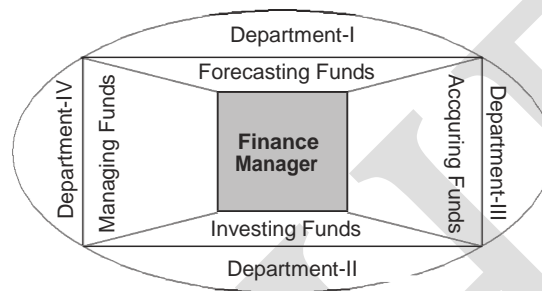 Department-I
Forecasting Funds
Department-IV
Managing Funds
Finance
Manager
Accquring Funds
Department-III
Investing Funds
Department-II